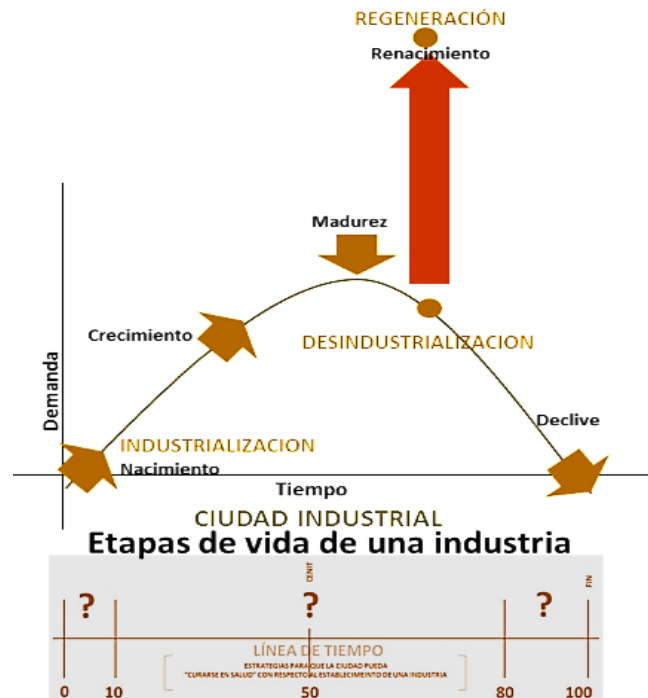 REGENERACIÓN
Renacimiento
Madurez
Crecimiento
DESINDUSTRIALIZACION
Demanda
Declive
INDUSTRIALIZACION
Nacimiento
Tiempo
CIUDAD INDUSTRIAL
Etapas de vida de una industria
CENIT
FIN
? ? ?
LÍNEA DE TIEMPO
ESTRATEGIAS PARA QUE LA CIUDAD PUEDA
"CURARSE EN SALUD" CON RESPECTO AL ESTABLECIMEINTO DE UNA INDUSTRIA
0 10 50 80 100